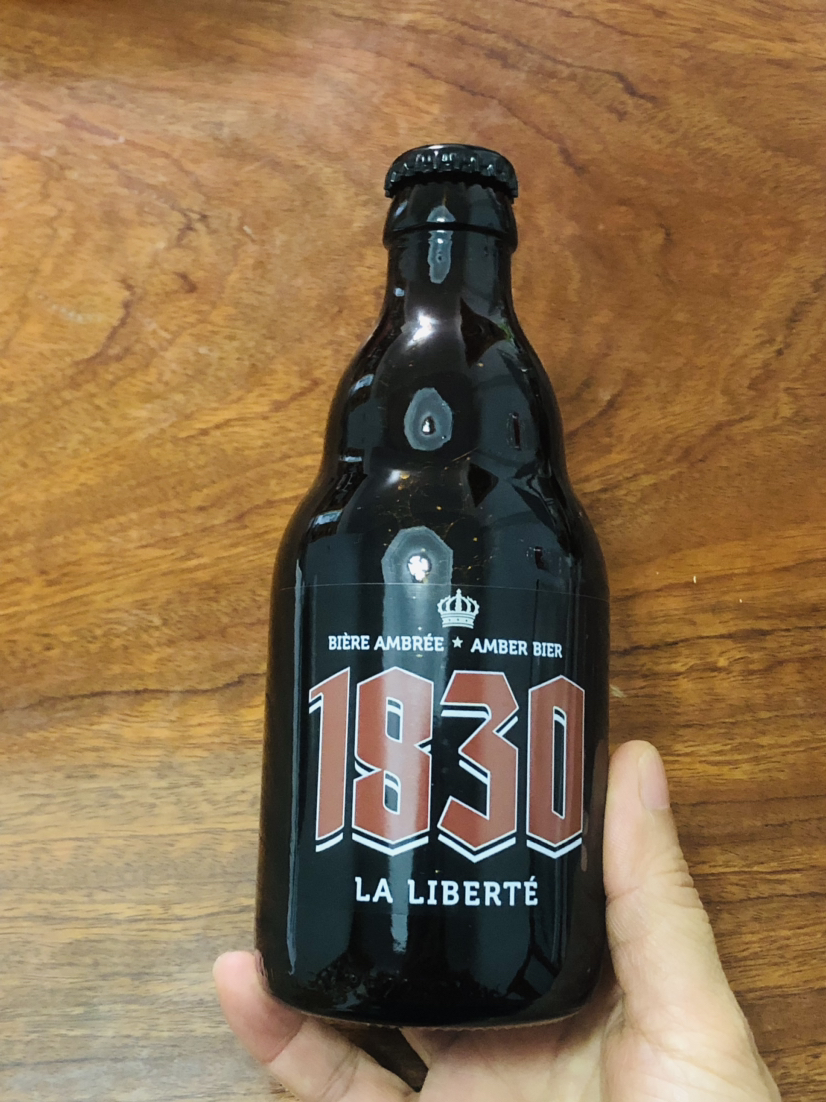 BIÈRE AMBRÉE ★ AMBER BIER
1830
LA LIBERTÉ